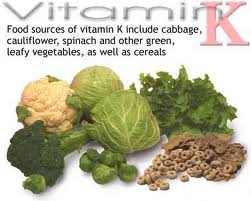 Vitamin K
Food sources of vitamin K include cabbage,
cauliflower, spinach and other green,
leafy vegetables, as well as cereals